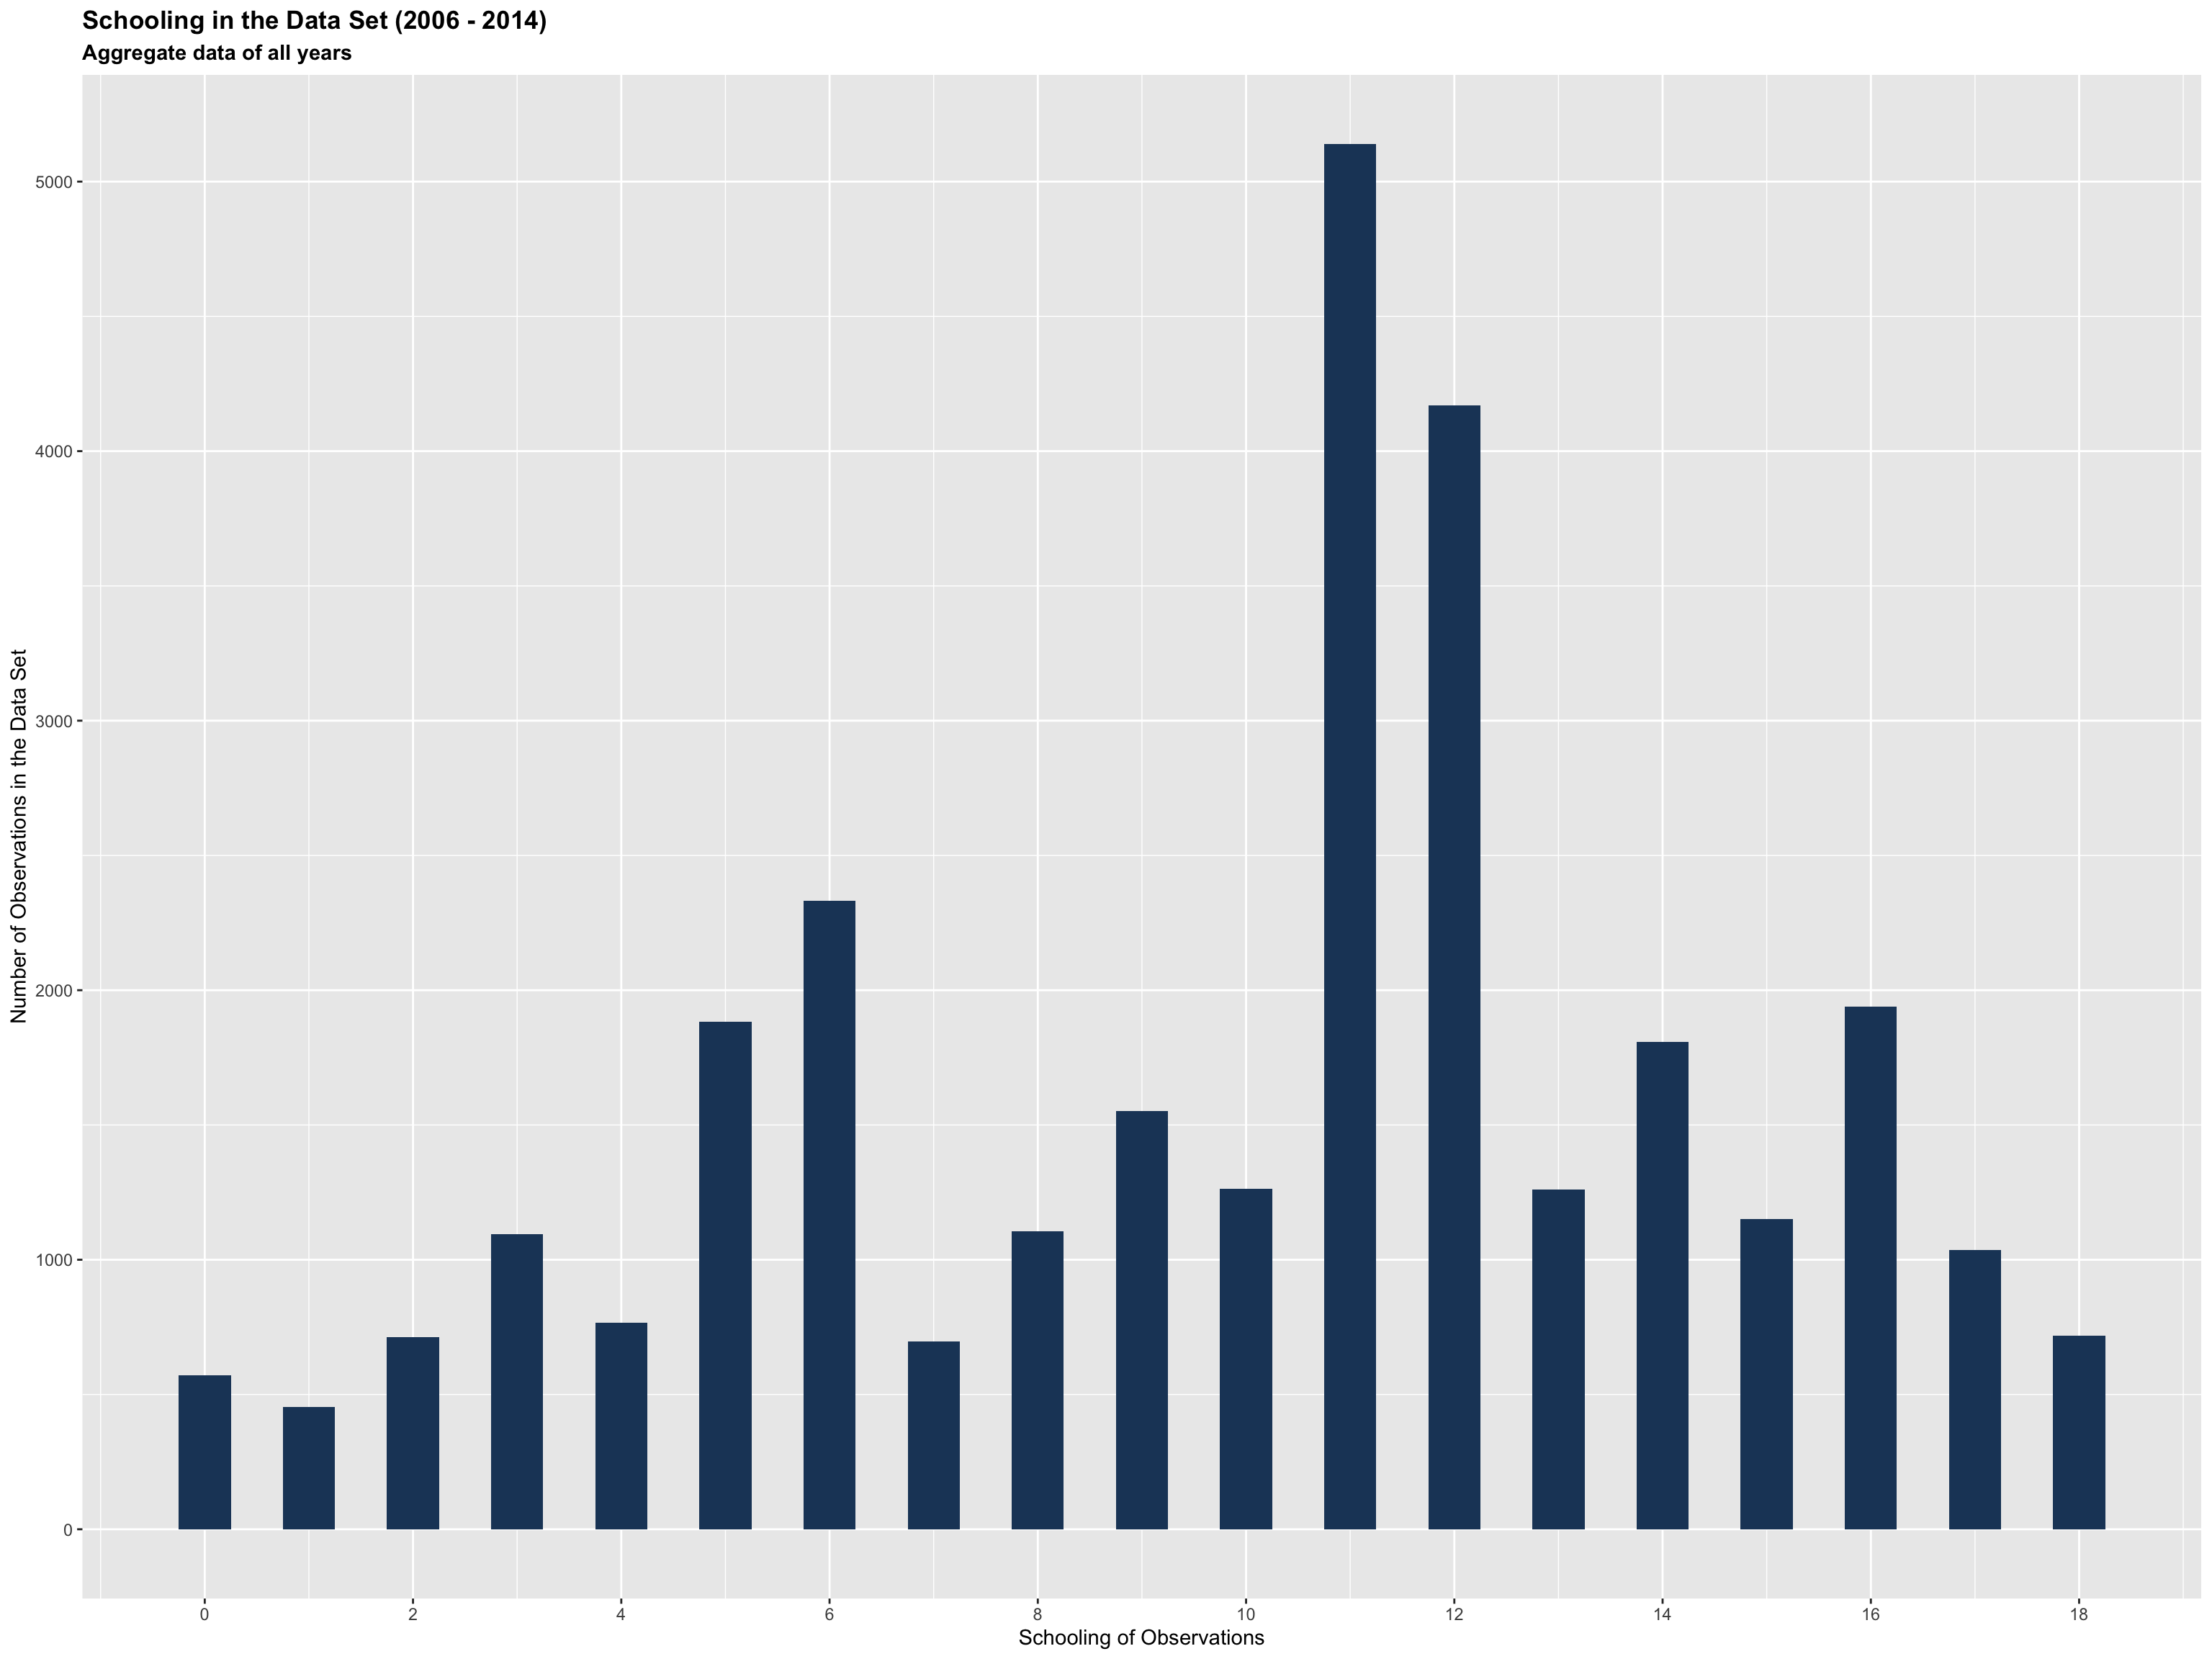 Schooling in the Data Set (2006 - 2014)
Aggregate data of all years
Number of Observations in the Data Set
5000
4000
3000
2000
1000
0
0 2 4 6 8 10 12 14 16 18
Schooling of Observations